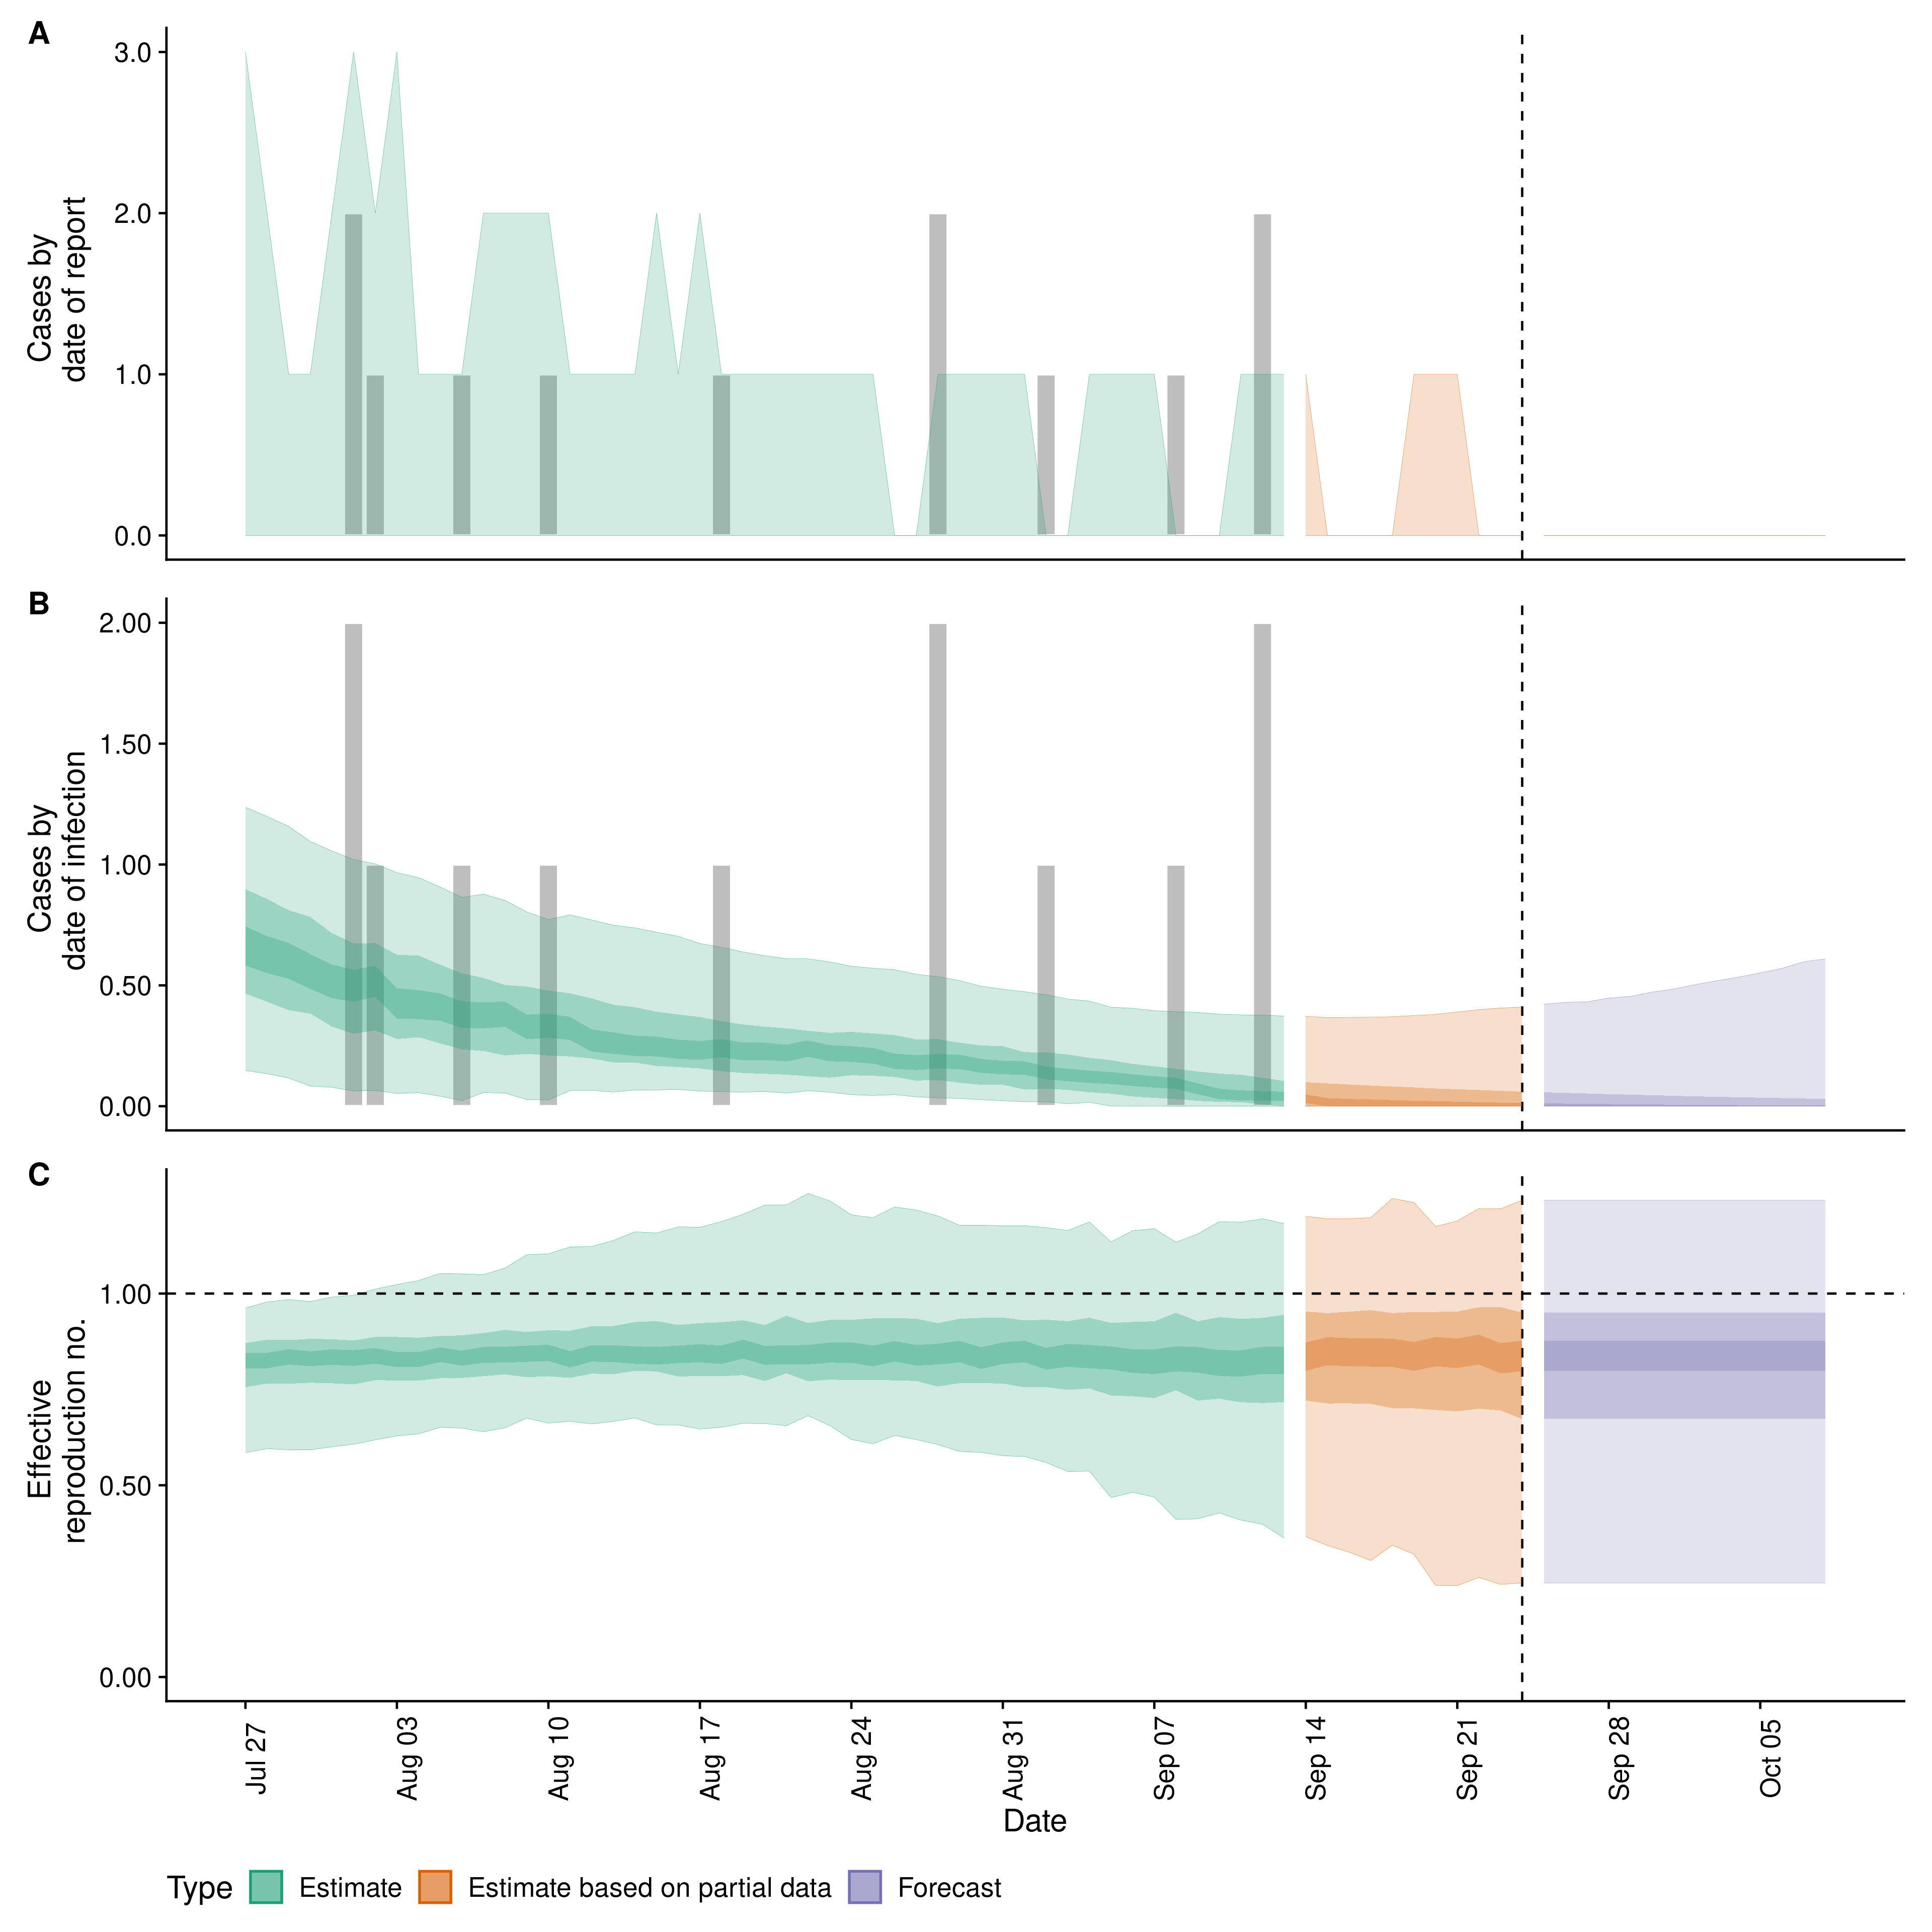 A
Cases by
date of report
3.0
2.0
1.0
0.0
B
Cases by
date of infection
2.00
1.50
1.00
0.50
0.00
C
Effective
reproduction no.
1.00
0.50
0.00
Jul 27
Aug 03
Aug 10
Aug 17
Aug 24
Aug 31
Sep 07
Sep 14
Sep 21
Sep 28
Oct 05
Date
Type Estimate Estimate based on partial data Forecast